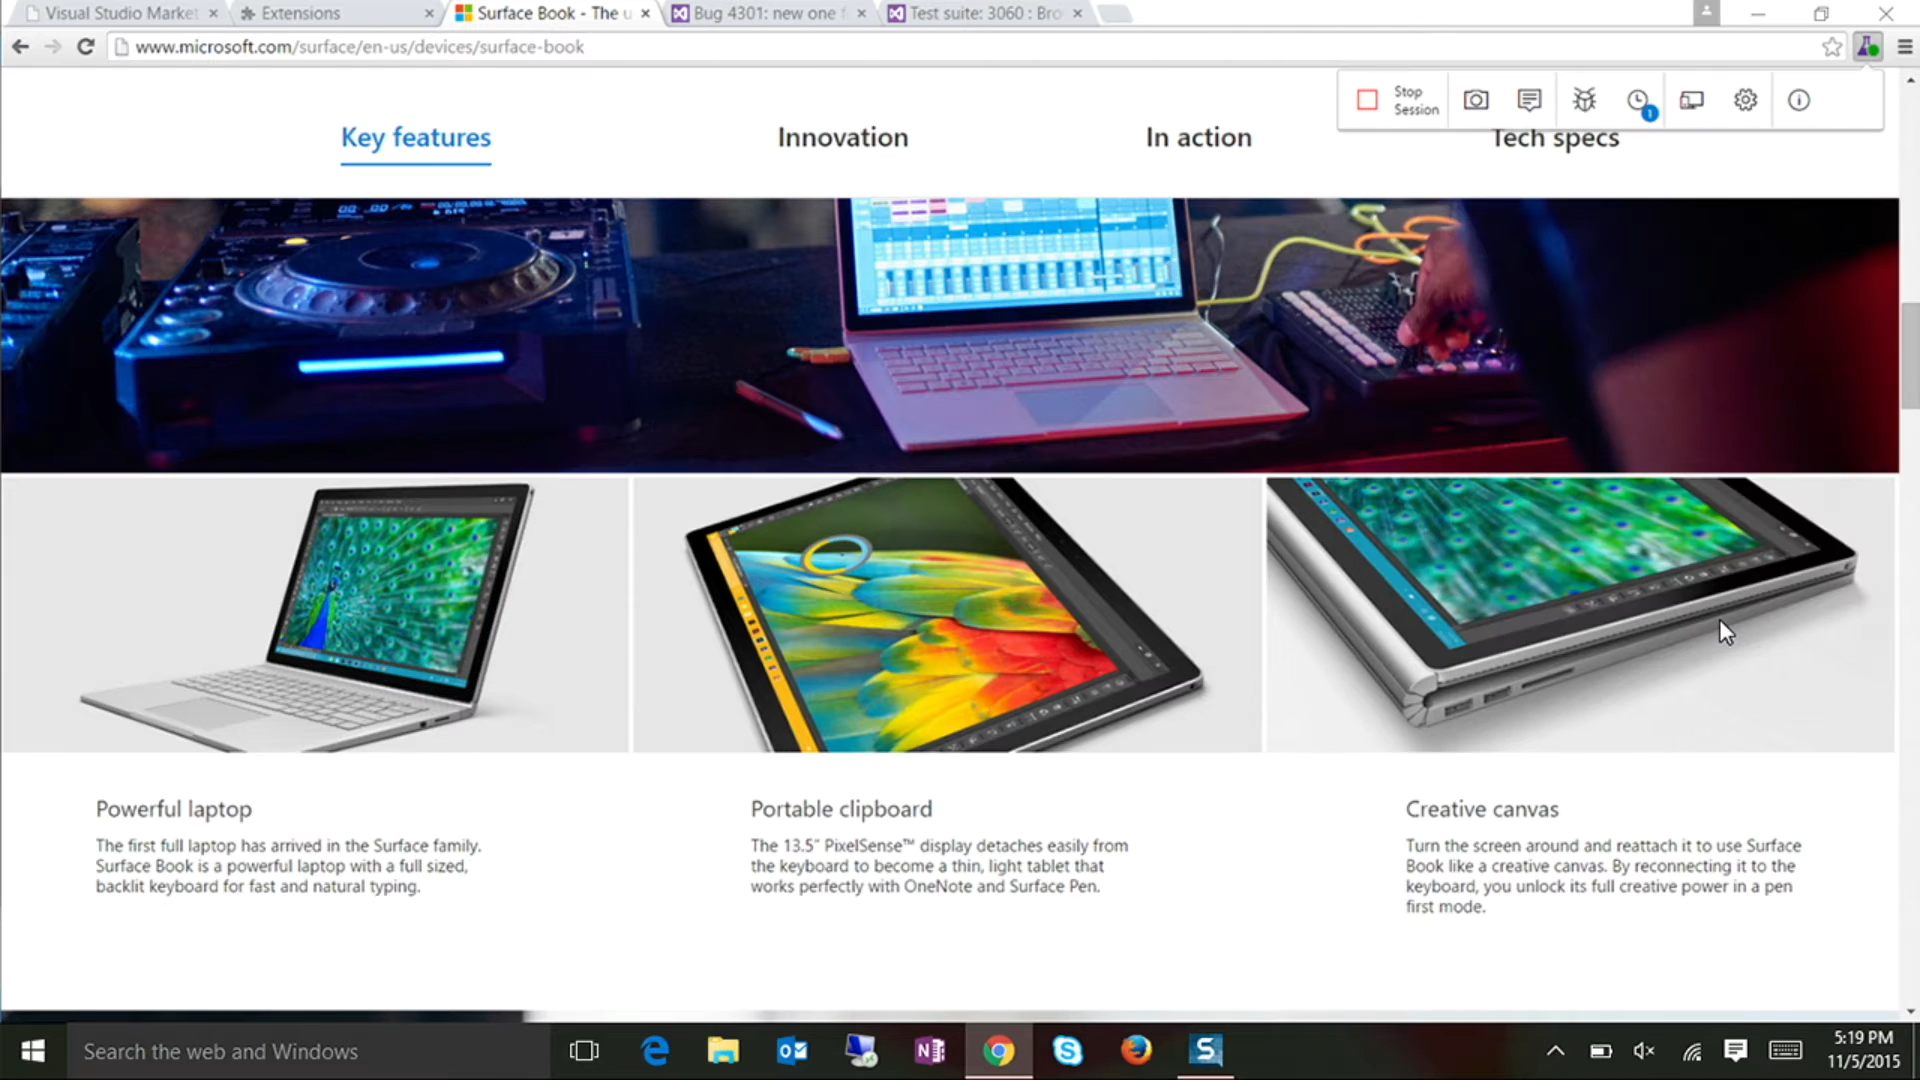 Visual Studio Market
Extensions
Surface Book - The u
Bug 4301: new one f
Test suite: 3060 : Bro
www.microsoft.com/surface/en-us/devices/surface-book
Stop
Session
1
Key features
Innovation
In action
Tech specs
Powerful laptop
The first full laptop has arrived in the Surface family.
Surface Book is a powerful laptop with a full sized,
backlit keyboard for fast and natural typing.
Portable clipboard
The 13.5" PixelSense™ display detaches easily from
the keyboard to become a thin, light tablet that
works perfectly with OneNote and Surface Pen.
Creative canvas
Turn the screen around and reattach it to use Surface
Book like a creative canvas. By reconnecting it to the
keyboard, you unlock its full creative power in a pen
first mode.
Search the web and Windows
5:19 PM
11/5/2015